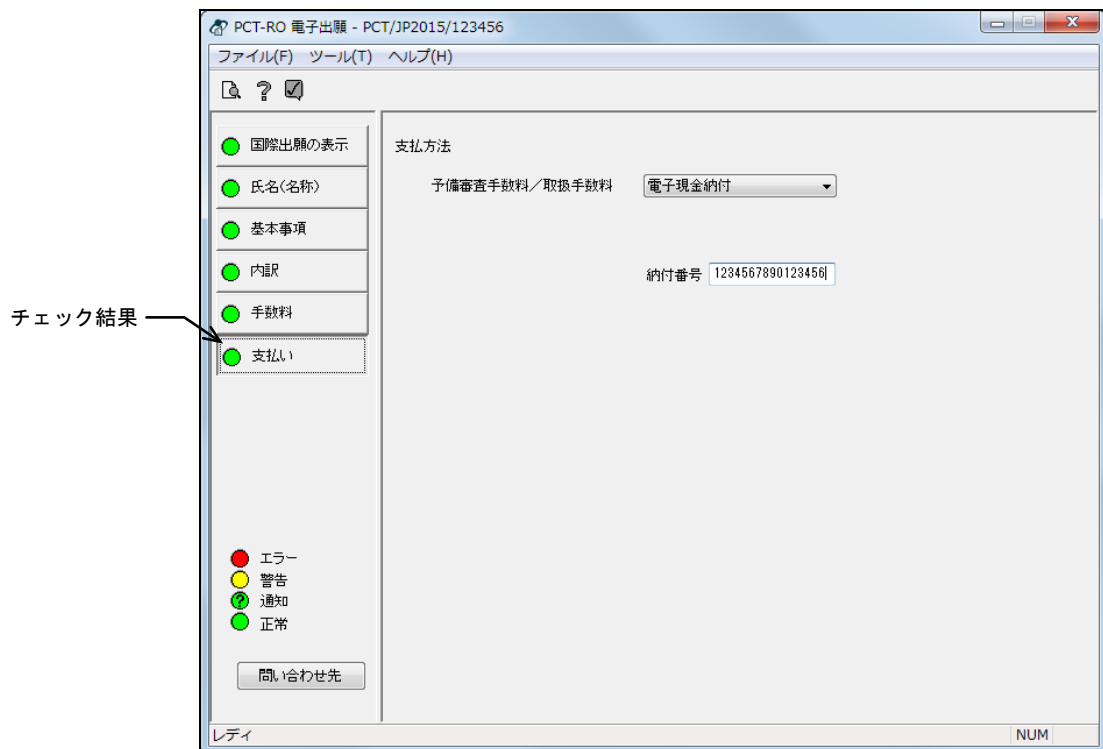 PCT-RO 電子出願 - PCT/JP2015/123456
ファイル(F) ツール(T) ヘルプ(H)
国際出願の表示
氏名(名称)
基本事項
内訳
手数料
支払い
チェック結果
支払方法
予備審査手数料／取扱手数料 電子現金納付
納付番号 1234567890123456
エラー
警告
? 通知
正常
問い合わせ先
レディ NUM